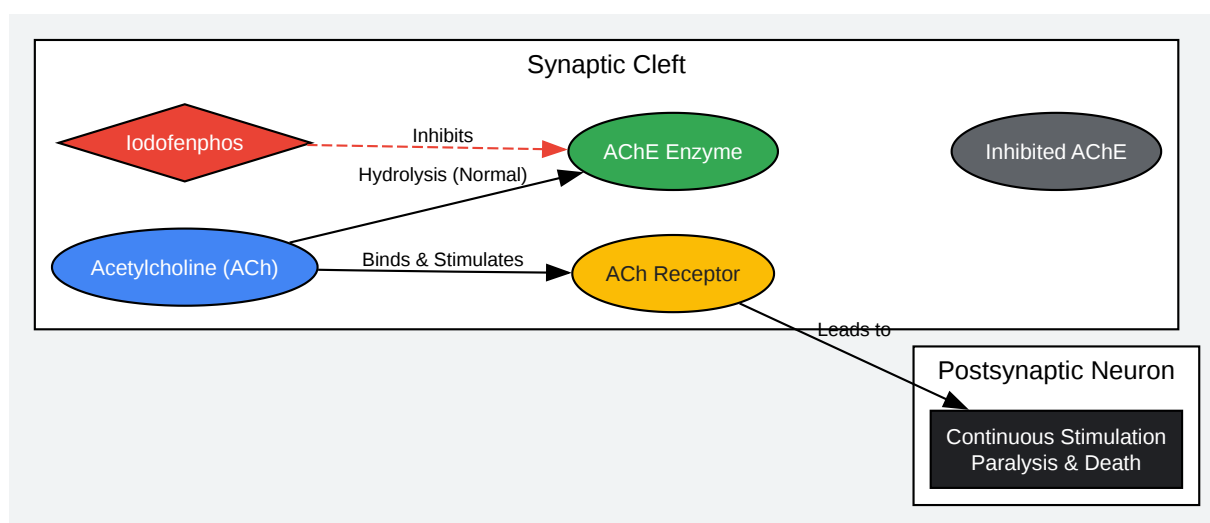 Synaptic Cleft
Iodofenphos
Inhibits
AChE Enzyme
Inhibited AChE
Hydrolysis (Normal)
Acetylcholine (ACh)
Binds & Stimulates
ACh Receptor
Leads to
Postsynaptic Neuron
Continuous Stimulation
Paralysis & Death